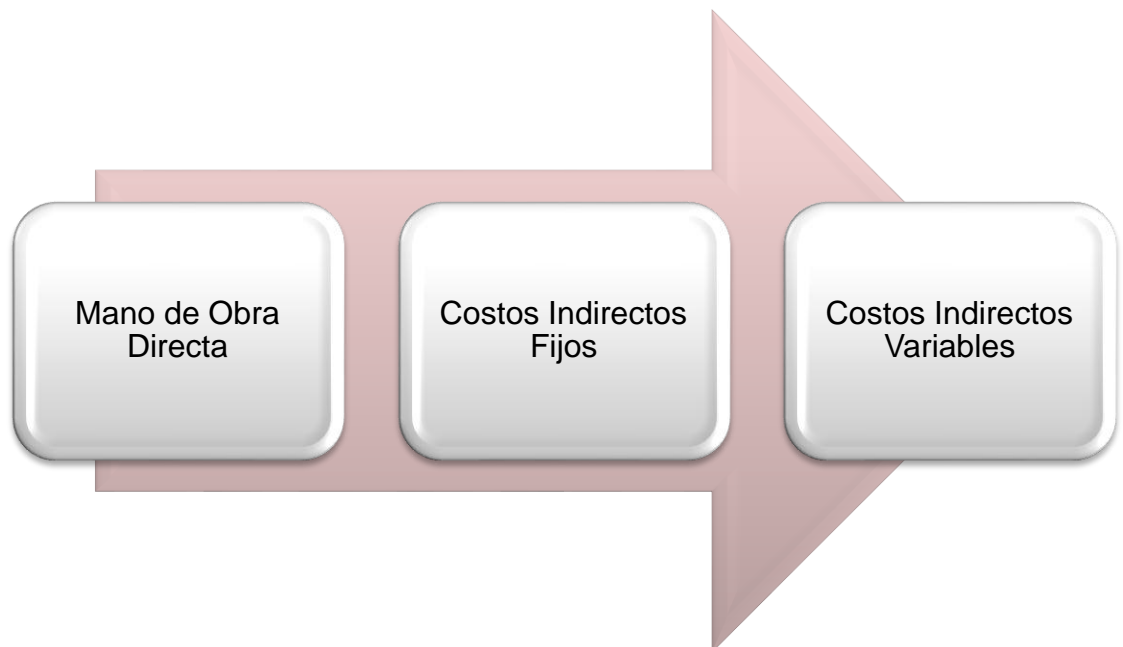 Mano de Obra
Directa
Costos Indirectos
Fijos
Costos Indirectos
Variables